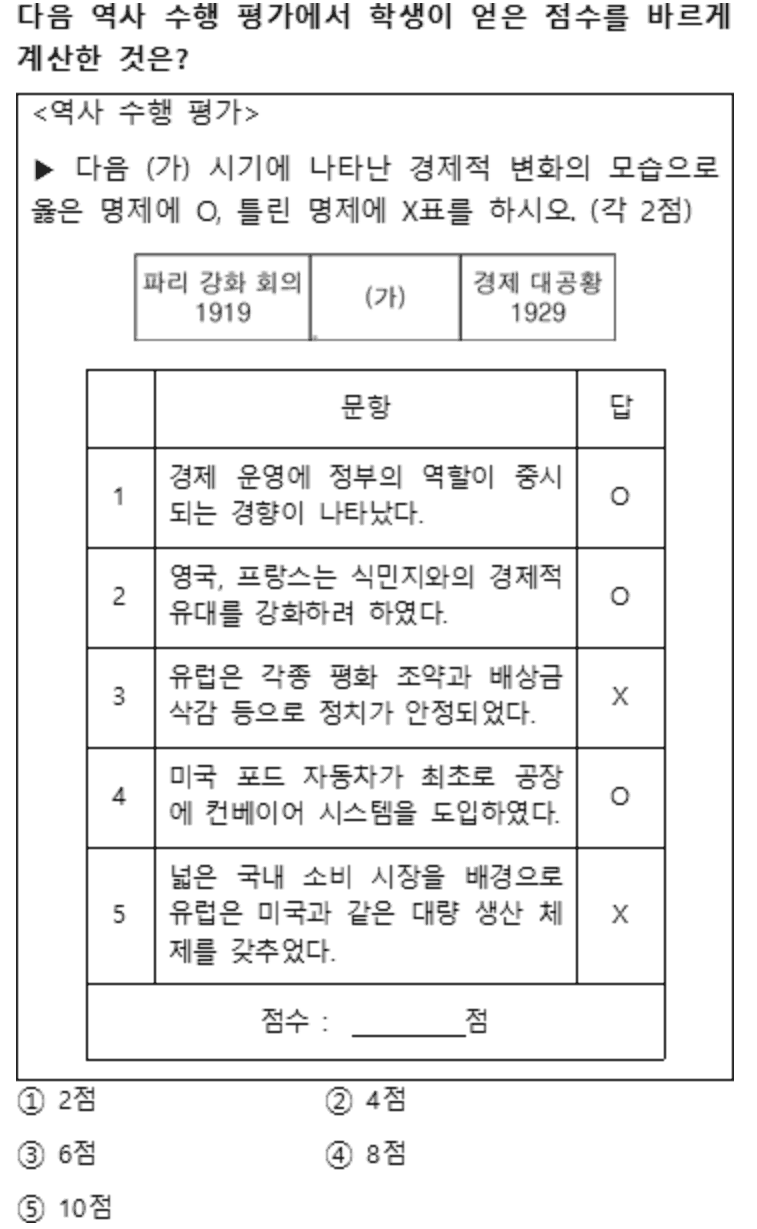 다음 역사 수행 평가에서 학생이 얻은 점수를 바르게
계산한 것은?
<역사 수행 평가>
▶ 다음 (가) 시기에 나타난 경제적 변화의 모습으로
옳은 명제에 O, 틀린 명제에 X표를 하시오. (각 2점)
파리 강화 회의
1919
(가)
경제 대공황
1929
문항 답
1 경제 운영에 정부의 역할이 중시 O
되는 경향이 나타났다.
2 영국, 프랑스는 식민지와의 경제적 O
유대를 강화하려 하였다.
3 유럽은 각종 평화 조약과 배상금 X
삭감 등으로 정치가 안정되었다.
4 미국 포드 자동차가 최초로 공장 O
에 컨베이어 시스템을 도입하였다.
5 넓은 국내 소비 시장을 배경으로 X
유럽은 미국과 같은 대량 생산 체
제를 갖추었다.
점수 : ________점
① 2점 ② 4점
③ 6점 ④ 8점
⑤ 10점